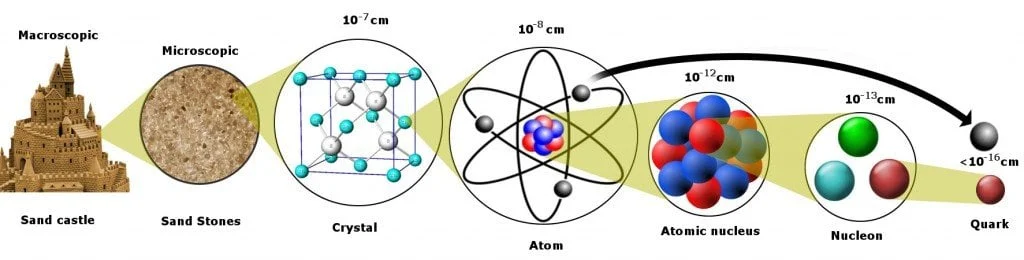 Macroscopic
Sand castle
Microscopic
Sand Stones
10⁻⁷cm
Crystal
10⁻⁸cm
Atom
10⁻¹²cm
Atomic nucleus
10⁻¹³cm
Nucleon
<10⁻¹⁶cm
Quark